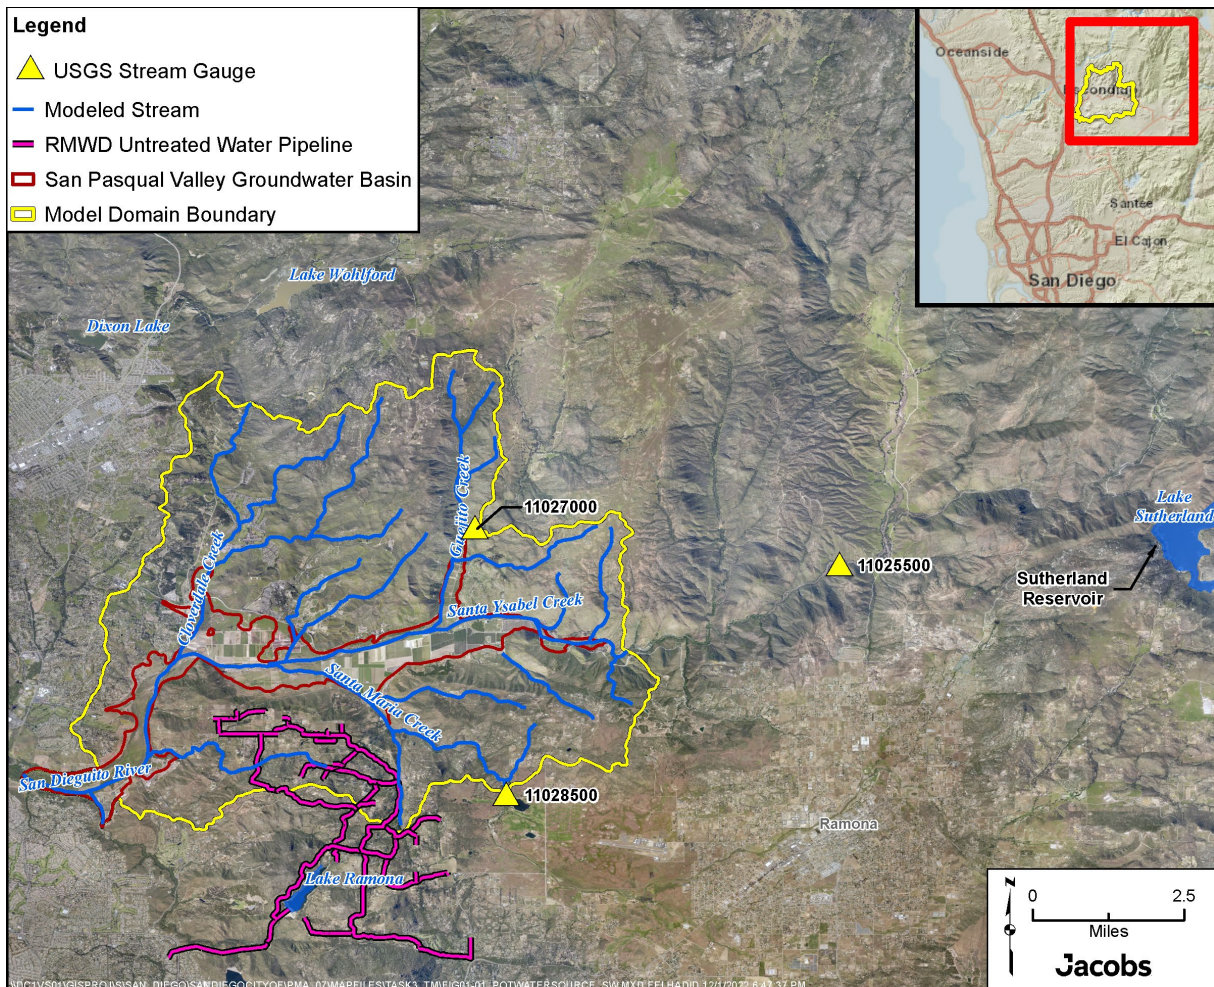 Legend
USGS Stream Gauge
Modeled Stream
RMWD Untreated Water Pipeline
San Pasqual Valley Groundwater Basin
Model Domain Boundary
Oceanside
Escondido
Santee
El Cajon
San Diego
Lake Wohlford
Dixon Lake
Guejito Creek
11027000
Lake
Sutherland
11025500
Sutherland
Reservoir
Cloverdale Creek
Santa Ysabel Creek
Santa Maria Creek
San Dieguito River
11028500
Ramona
Lake Ramona
N
0
2.5
Miles
Jacobs